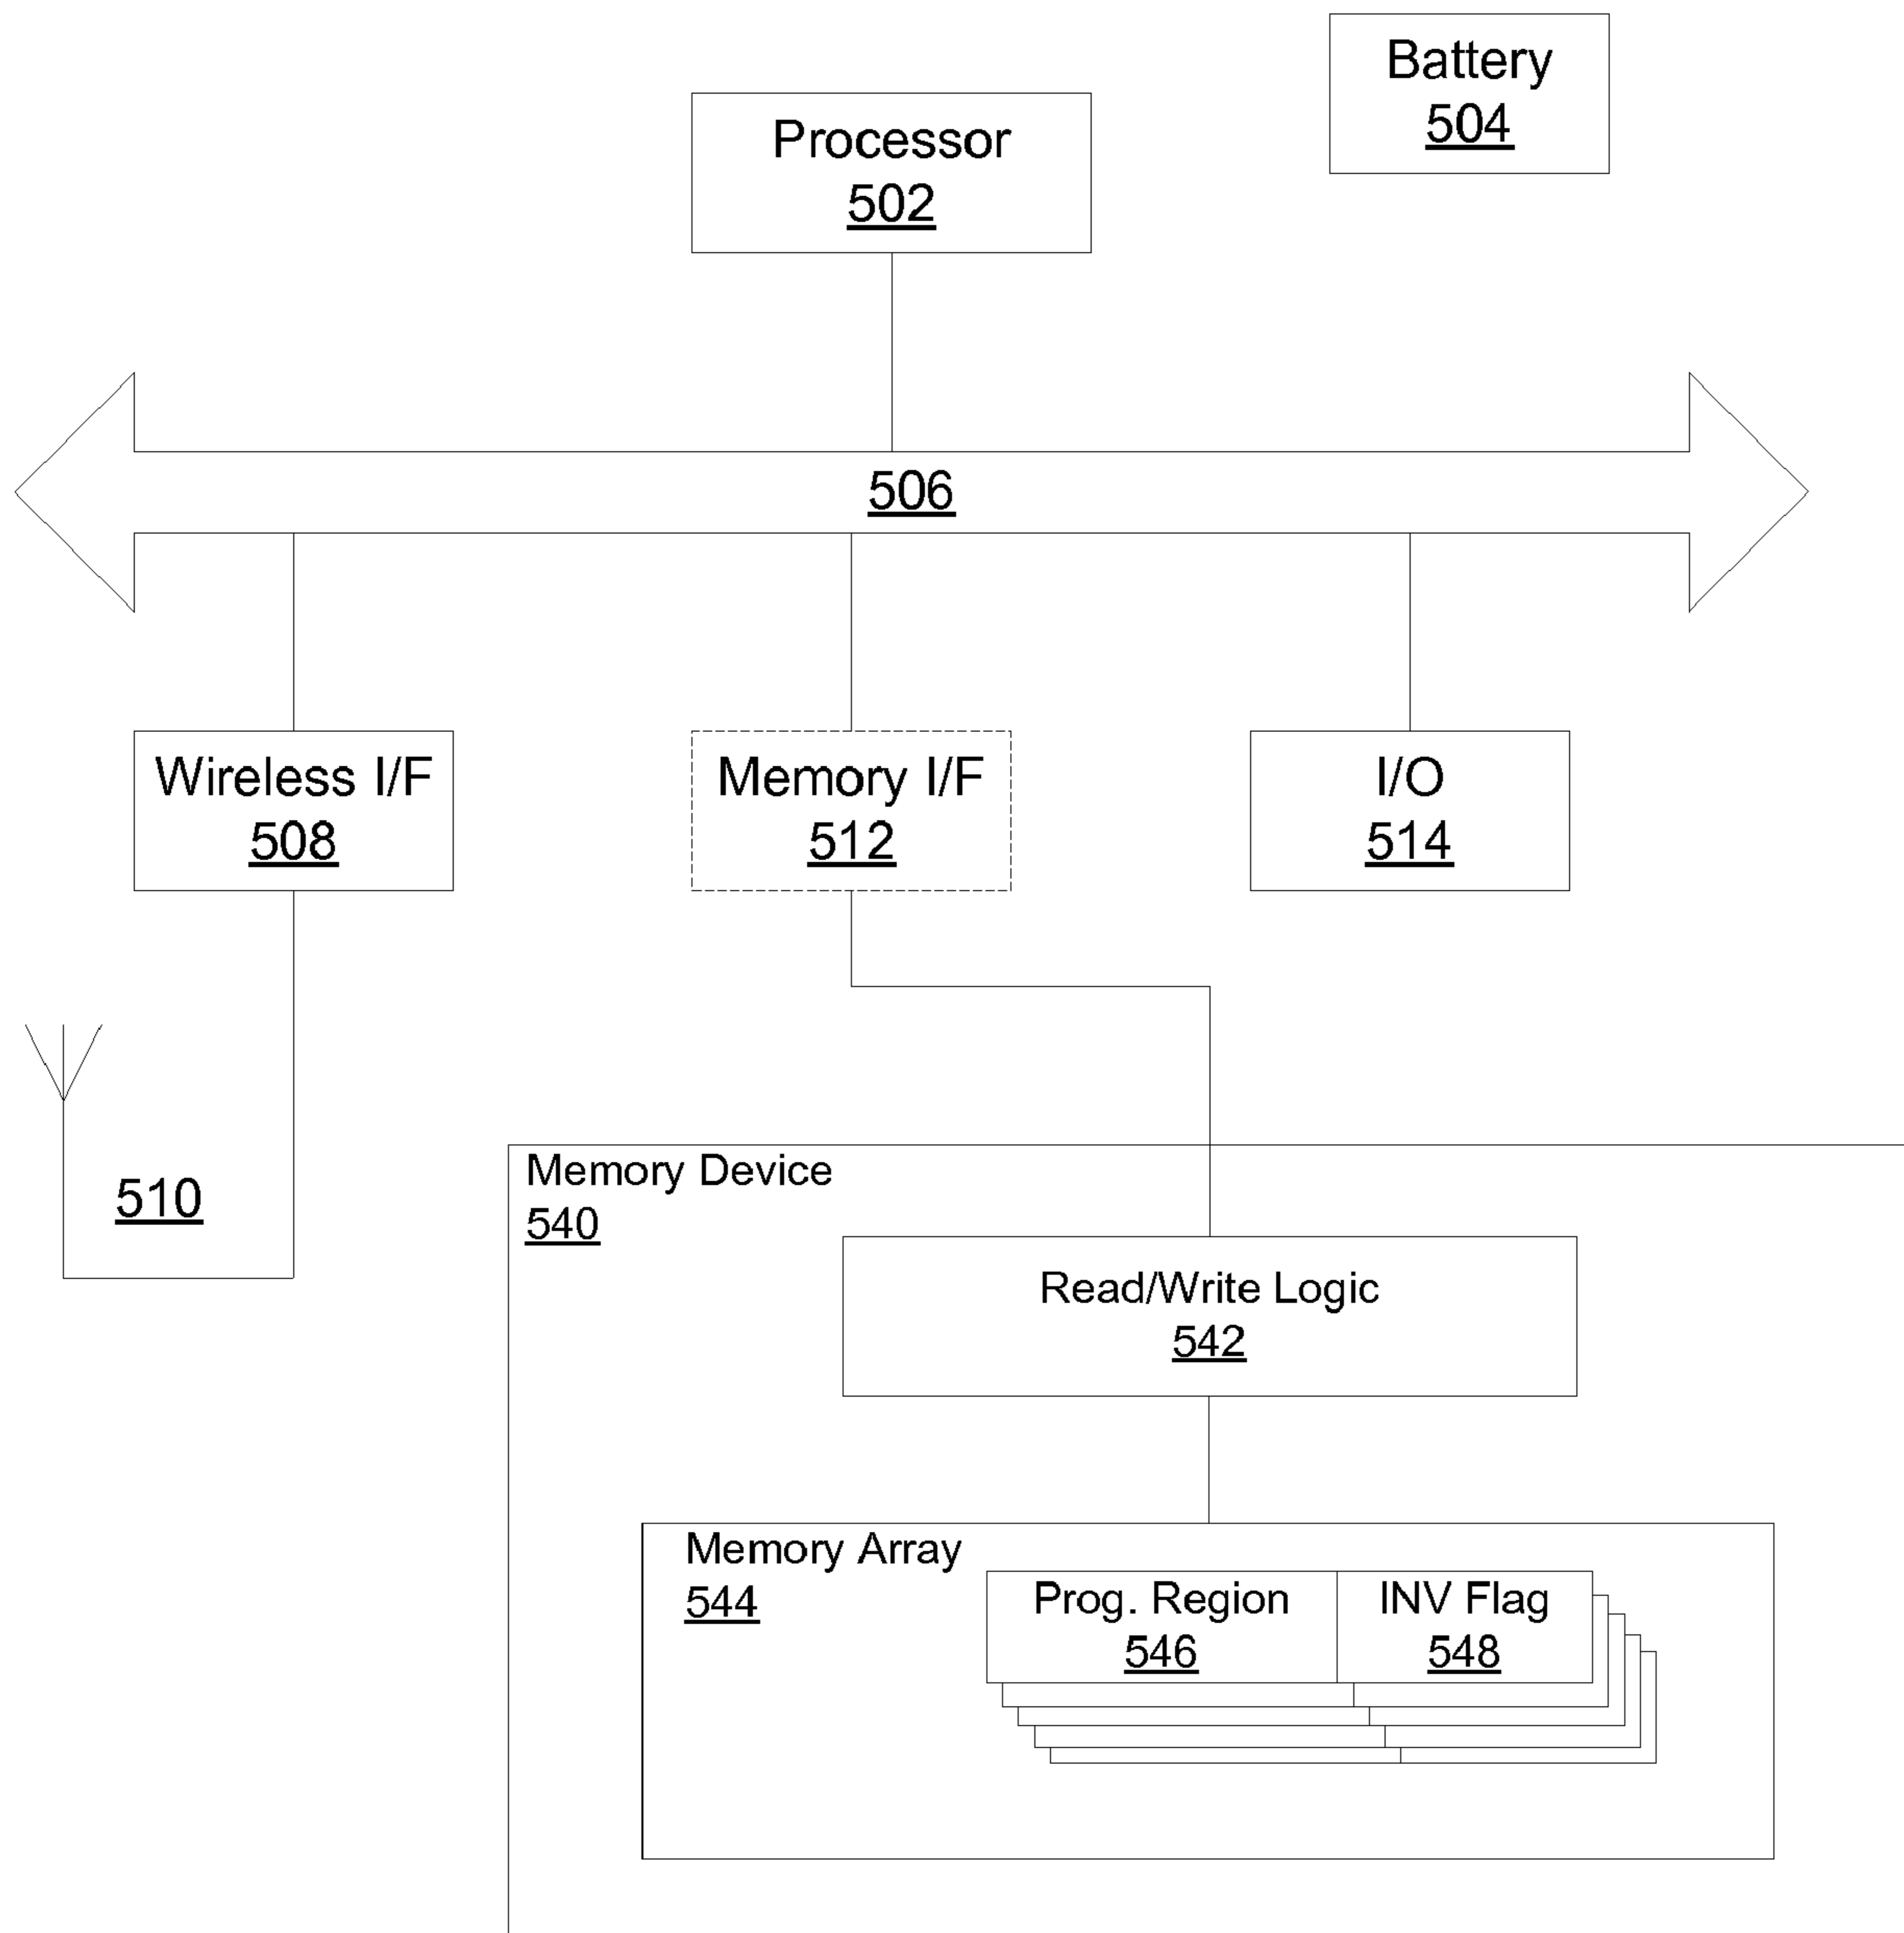 Battery
504
Processor
502
506
Wireless I/F
508
Memory I/F
512
I/O
514
510
Memory Device
540
Read/Write Logic
542
Memory Array
544
Prog. Region
546
INV Flag
548